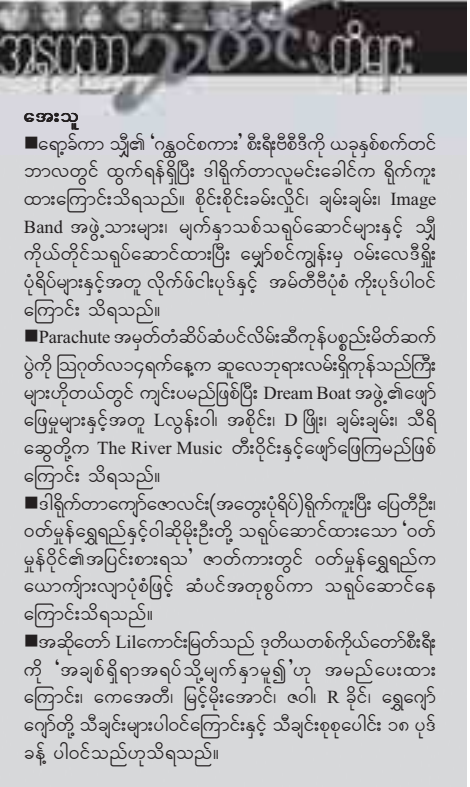 အနုပညာသတင်းတိုများ
အေးသူ
■ရော့ခ်ကာ သျှီ၏ ‘ဂန္ထဝင်စကား’ စီးရီးဗီစီဒီကို ယခုနှစ်စက်တင်
ဘာလတွင် ထွက်ရန်ရှိပြီး ဒါရိုက်တာလူမင်းခေါင်က ရိုက်ကူး
ထားကြောင်းသိရသည်။ စိုင်းစိုင်းခမ်းလှိုင်၊ ချမ်းချမ်း၊ Image
Band အဖွဲ့သားများ၊ မျက်နှာသစ်သရုပ်ဆောင်များနှင့် သျှီ
ကိုယ်တိုင်သရုပ်ဆောင်ထားပြီး မျှော်စင်ကျွန်းမှ ဝမ်းလေဒီရှိုး
ပုံရိပ်များနှင့်အတူ လိုက်ဖ်ငါးပုဒ်နှင့် အမ်တီဗီပုံစံ ကိုးပုဒ်ပါဝင်
ကြောင်း သိရသည်။
■Parachute အမှတ်တံဆိပ်ဆံပင်လိမ်းဆီကုန်ပစ္စည်းမိတ်ဆက်
ပွဲကို ဩဂုတ်လ၁၄ရက်နေ့က ဆူလေဘုရားလမ်းရှိကုန်သည်ကြီး
များဟိုတယ်တွင် ကျင်းပမည်ဖြစ်ပြီး Dream Boat အဖွဲ့၏ဖျော်
ဖြေမှုများနှင့်အတူ Lလွန်းဝါ၊ အစိုင်း၊ D ဖြိုး၊ ချမ်းချမ်း၊ သီရိ
ဆွေတို့က The River Music တီးဝိုင်းနှင့်ဖျော်ဖြေကြမည်ဖြစ်
ကြောင်း သိရသည်။
■ဒါရိုက်တာကျော်ဇောလင်း(အတွေးပုံရိပ်)ရိုက်ကူးပြီး ပြေတီဦး၊
ဝတ်မှုန်ရွှေရည်နှင့်ဝါဆိုမိုးဦးတို့ သရုပ်ဆောင်ထားသော ‘ဝတ်
မှုန်ဝိုင်၏အပြင်းစားရသ’ ဇာတ်ကားတွင် ဝတ်မှုန်ရွှေရည်က
ယောက်ျားလျာပုံစံဖြင့် ဆံပင်အတုစွပ်ကာ သရုပ်ဆောင်နေ
ကြောင်းသိရသည်။
■အဆိုတော် Lilကောင်းမြတ်သည် ဒုတိယတစ်ကိုယ်တော်စီးရီး
ကို ‘အချစ်ရှိရာအရပ်သို့မျက်နှာမူ၍’ဟု အမည်ပေးထား
ကြောင်း၊ ကေအေတီ၊ မြင့်မိုးအောင်၊ ဇဝါ၊ R ခိုင်၊ ရွှေဂျော်
ဂျော်တို့ သီချင်းများပါဝင်ကြောင်းနှင့် သီချင်းစုစုပေါင်း ၁၈ ပုဒ်
ခန့် ပါဝင်သည်ဟုသိရသည်။